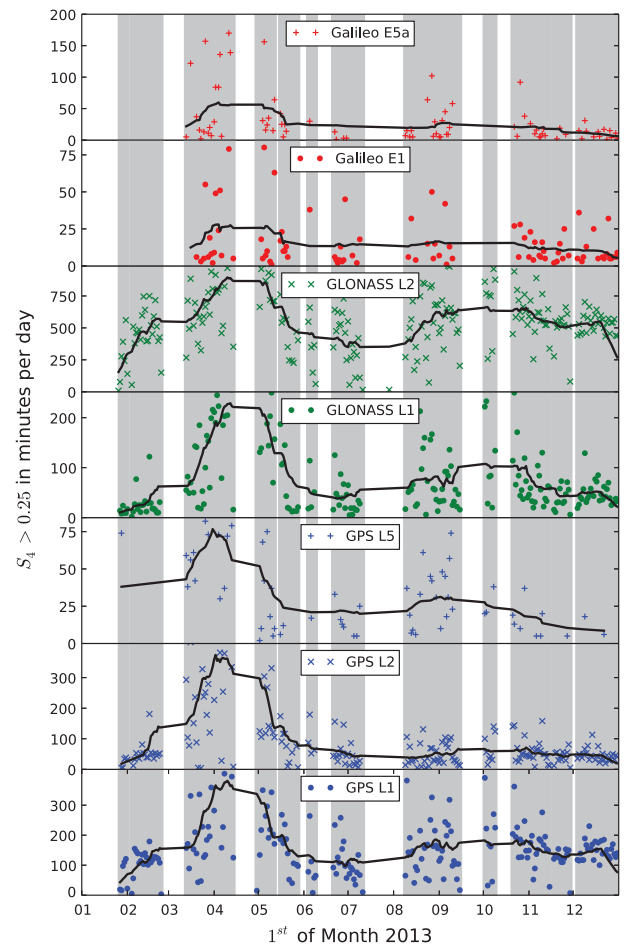 S4 > 0.25 in minutes per day
200
150
100
50
0
+ + Galileo E5a
75
50
25
0
Galileo E1
750
500
250
0
× × GLONASS L2
200
100
0
GLONASS L1
75
50
25
0
+ + GPS L5
300
200
100
0
× × GPS L2
300
200
100
0
GPS L1
01 02 03 04 05 06 07 08 09 10 11 12
1st of Month 2013